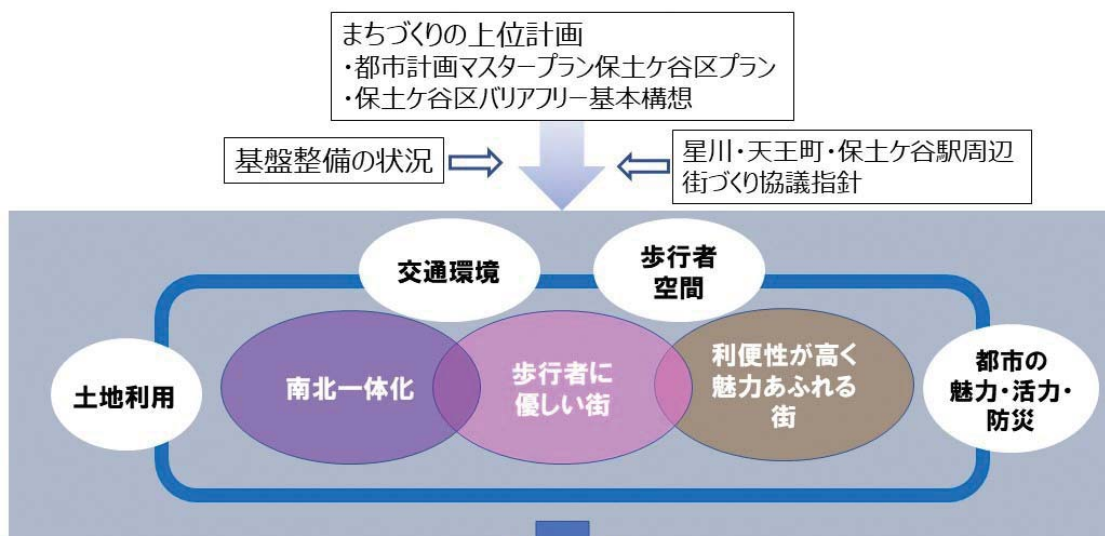 まちづくりの上位計画
・都市計画マスタープラン保土ケ谷区プラン
・保土ケ谷区バリアフリー基本構想
基盤整備の状況
星川・天王町・保土ケ谷駅周辺
街づくり協議指針
交通環境
歩行者
空間
土地利用
南北一体化
歩行者に
優しい街
利便性が高く
魅力あふれる
街
都市の
魅力・活力・
防災